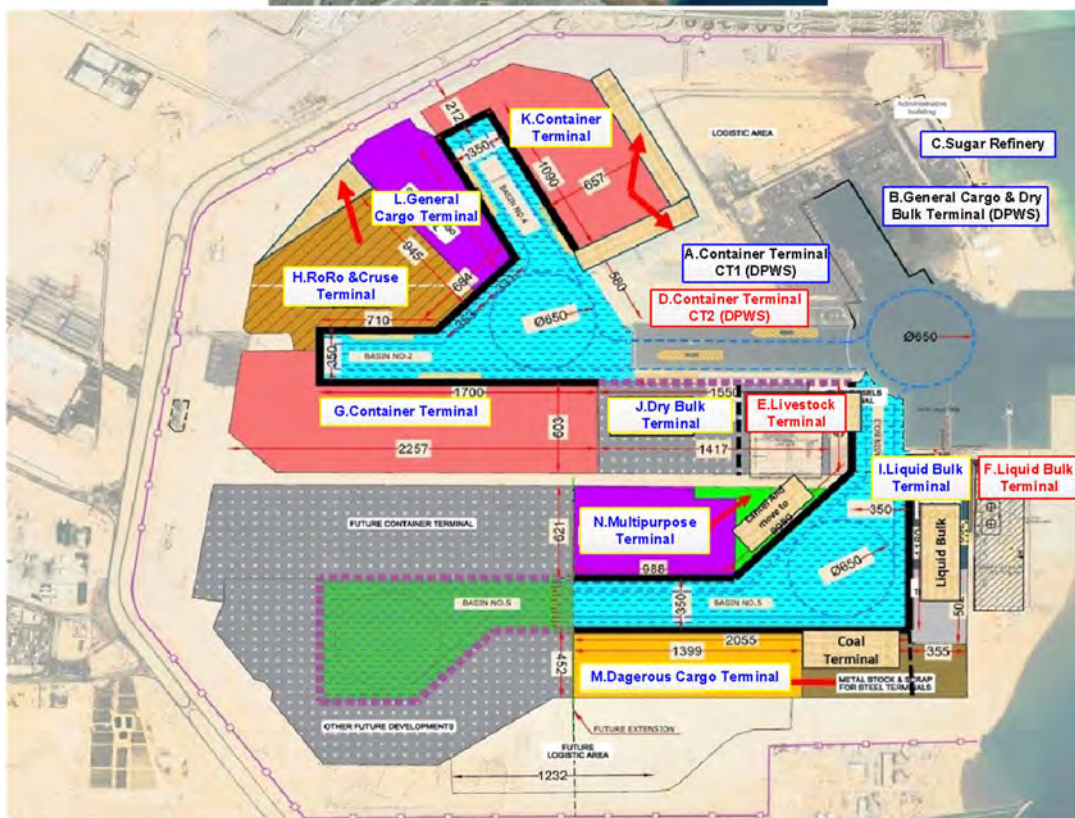 Administrative
building
C.Sugar Refinery
LOGISTIC AREA
K.Container
Terminal
212
350
1090
657
BASIN NO.4
B.General Cargo & Dry
Bulk Terminal (DPWS)
L.General
Cargo Terminal
945
684
A.Container Terminal
CT1 (DPWS)
H.RoRo &Cruse
Terminal
580
D.Container Terminal
CT2 (DPWS)
710
Ø650
Ø650
350
BASIN NO.2
1700
1550
G.Container Terminal
J.Dry Bulk
Terminal
E.Livestock
Terminal
603
2257
1417
I.Liquid Bulk
Terminal
F.Liquid Bulk
Terminal
350
FUTURE CONTAINER TERMINAL
621
N.Multipurpose
Terminal
Cancel And
move to
Liquid Bulk
1180
988
Ø650
BASIN NO.5
350
BASIN NO.5
2055
1399
Coal
Terminal
355
452
M.Dagerous Cargo Terminal
METAL STOCK & SCRAP
FOR STEEL TERMINALS
OTHER FUTURE DEVELOPMENTS
FUTURE EXTENSION
FUTURE
LOGISTIC AREA
1232